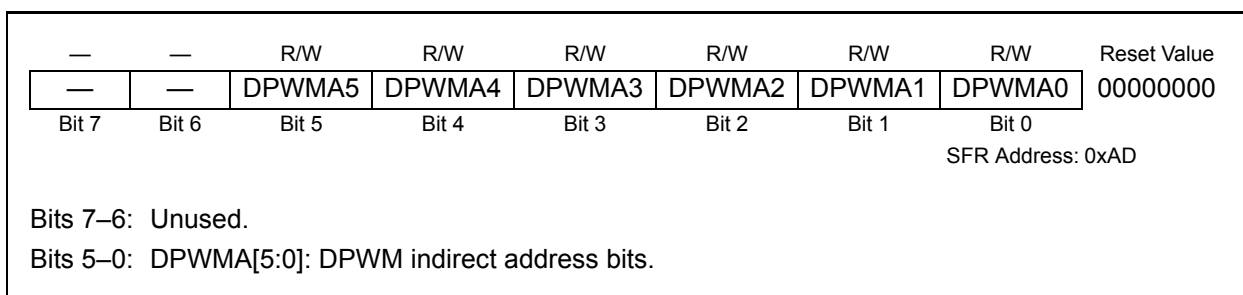 — — R/W R/W R/W R/W R/W R/W Reset Value
— — DPWMA5 DPWMA4 DPWMA3 DPWMA2 DPWMA1 DPWMA0 00000000
Bit 7 Bit 6 Bit 5 Bit 4 Bit 3 Bit 2 Bit 1 Bit 0
SFR Address: 0xAD
Bits 7–6: Unused.
Bits 5–0: DPWMA[5:0]: DPWM indirect address bits.